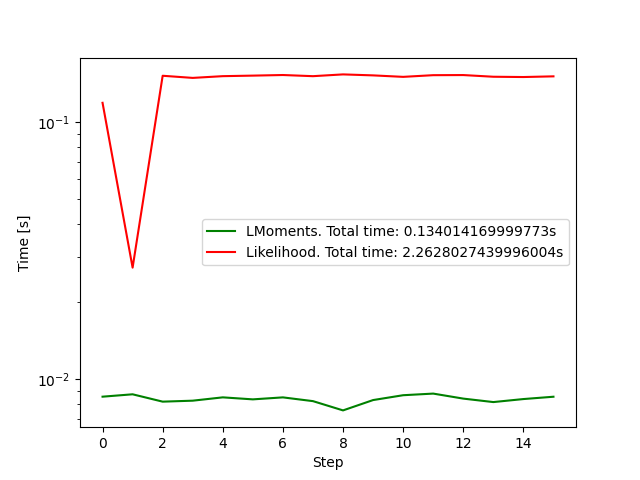 Time [s]
10⁻¹
10⁻²
LMoments. Total time: 0.134014169999773s
Likelihood. Total time: 2.2628027439996004s
0 2 4 6 8 10 12 14
Step